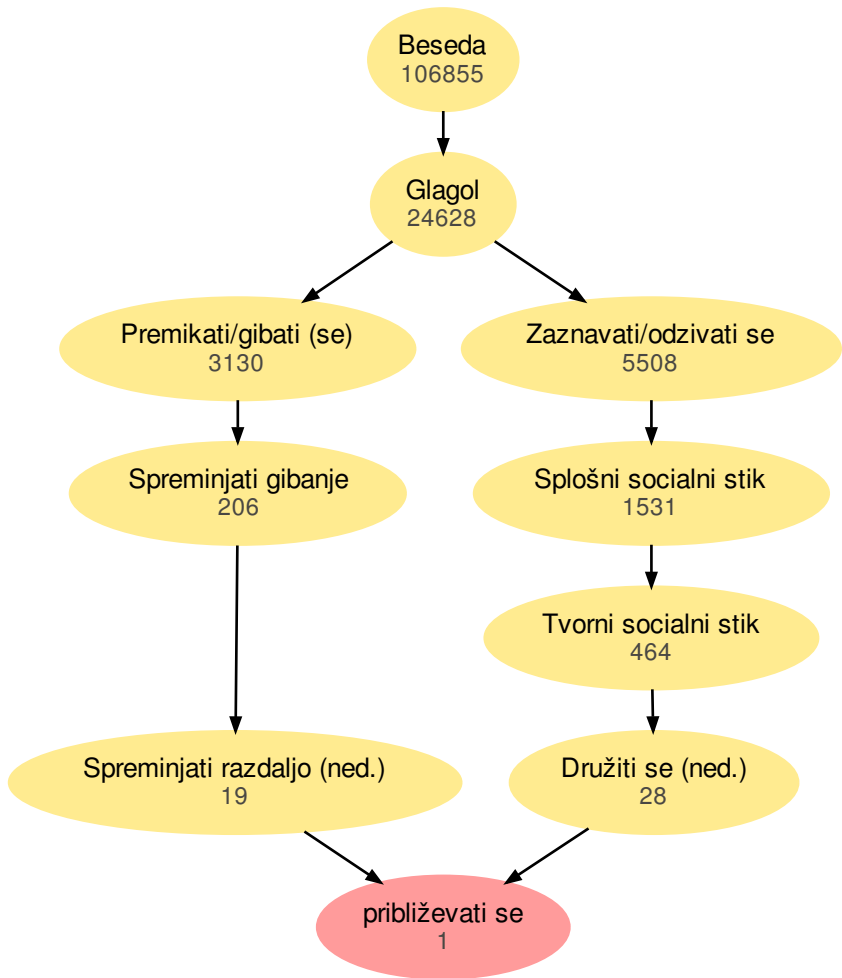 Beseda
106855
Glagol
24628
Premikati/gibati (se)
3130
Zaznavati/odzivati se
5508
Spreminjati gibanje
206
Splošni socialni stik
1531
Tvorni socialni stik
464
Spreminjati razdaljo (ned.)
19
Družiti se (ned.)
28
približevati se
1